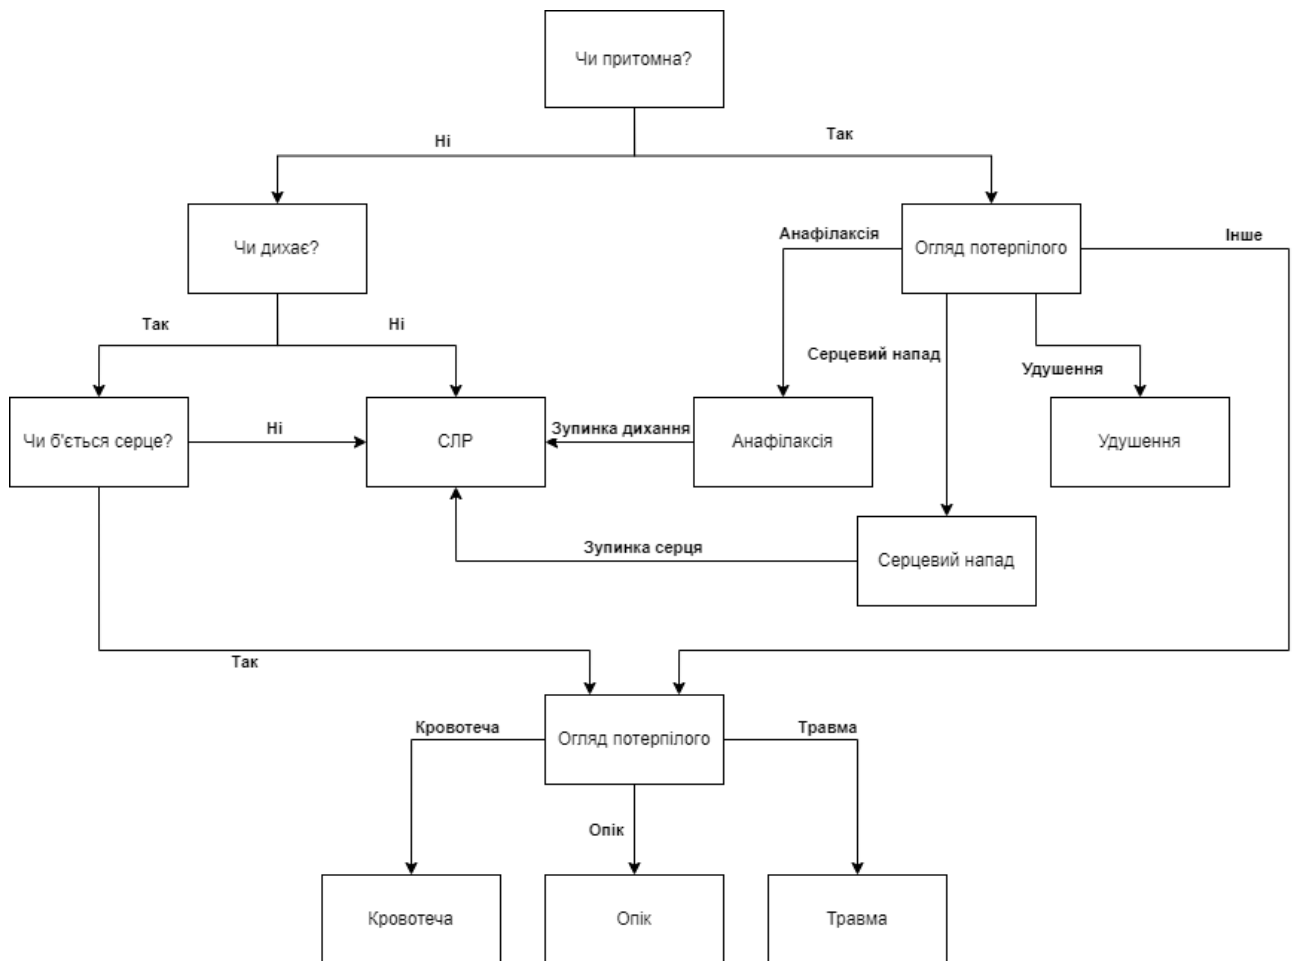 Чи притомна?
Ні
Так
Чи дихає?
Анафілаксія
Огляд потерпілого
Інше
Так
Ні
Серцевий напад
Удушення
Чи б'ється серце?
Ні
СЛР
Зупинка дихання
Анафілаксія
Удушення
Зупинка серця
Серцевий напад
Так
Кровотеча
Огляд потерпілого
Травма
Опік
Кровотеча
Опік
Травма